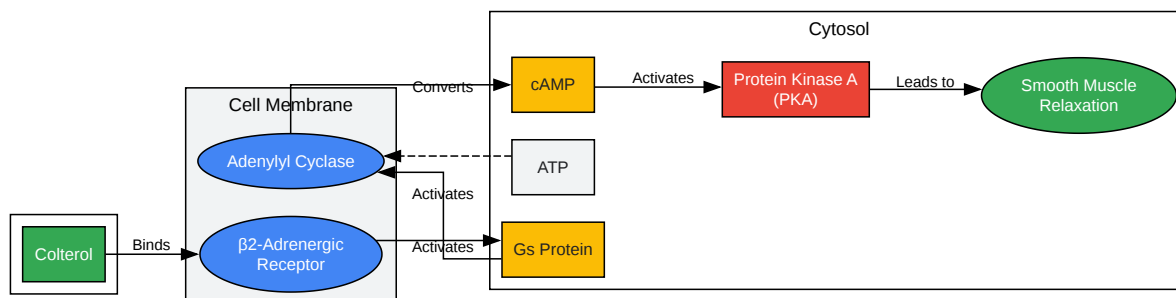 Cytosol
cAMP
Activates
Protein Kinase A
(PKA)
Leads to
Smooth Muscle
Relaxation
Converts
Cell Membrane
Adenylyl Cyclase
ATP
Activates
Colterol
Binds
β2-Adrenergic
Receptor
Activates
Gs Protein